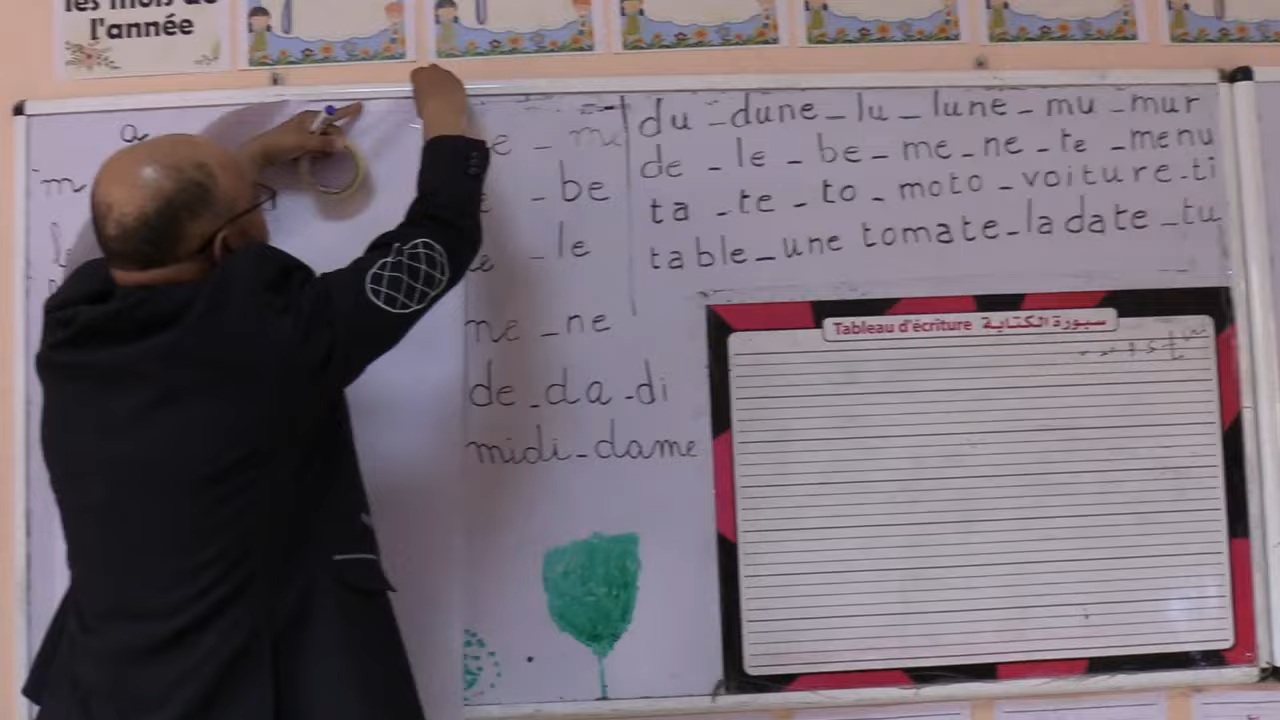 les mois de
l'année
a
m
e - me
- be
e - le
ne - ne
de - da - di
midi - dame
du - dune - lu - lune - mu - mur
de - le - be - me - ne - te - menu
ta - te - to - moto - voiture - ti
table - une tomate - la date - tu
Tableau d'écriture سبورة الكتابة